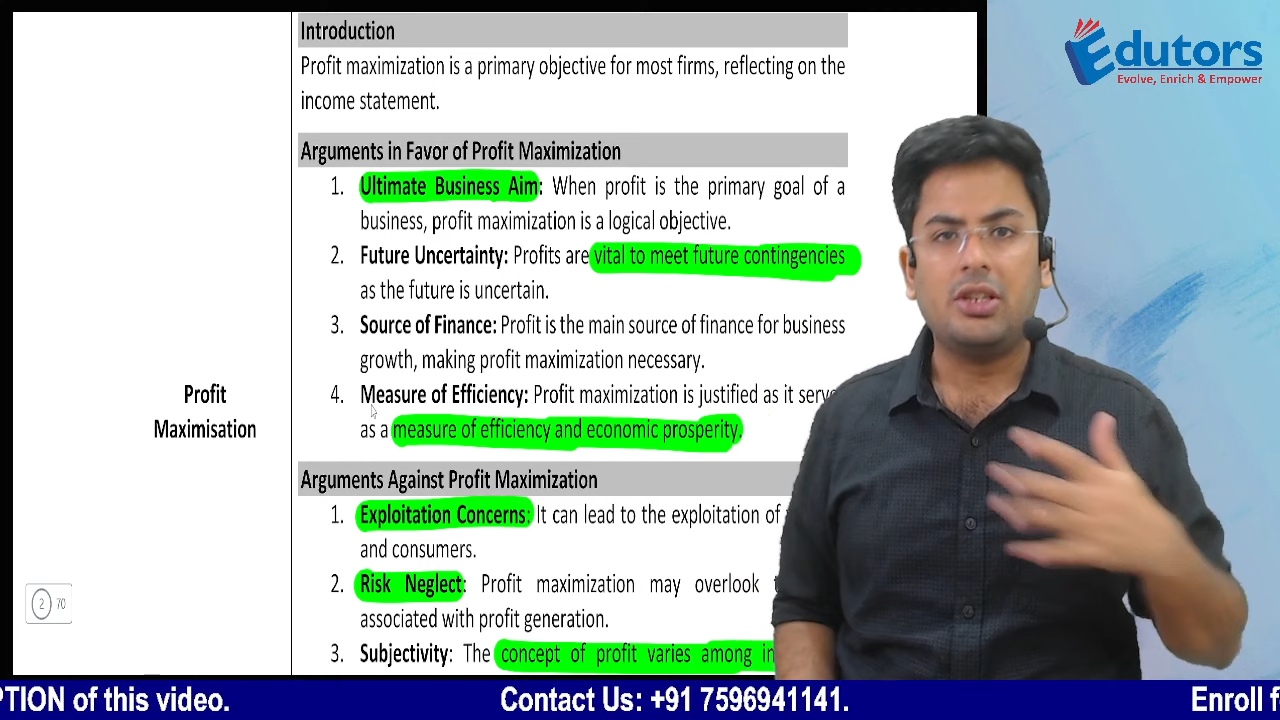 Introduction
Profit maximization is a primary objective for most firms, reflecting on the
income statement.
Arguments in Favor of Profit Maximization
1. Ultimate Business Aim: When profit is the primary goal of a
business, profit maximization is a logical objective.
2. Future Uncertainty: Profits are vital to meet future contingencies
as the future is uncertain.
3. Source of Finance: Profit is the main source of finance for business
growth, making profit maximization necessary.
4. Measure of Efficiency: Profit maximization is justified as it
as a measure of efficiency and economic prosperity.
Profit
Maximisation
Arguments Against Profit Maximization
1. Exploitation Concerns: It can lead to the exploitation of
and consumers.
2. Risk Neglect: Profit maximization may overlook
associated with profit generation.
3. Subjectivity: The concept of profit varies among
2 70
Edutors
Evolve, Enrich & Empower
of this video. Contact Us: +91 7596941141. Enroll